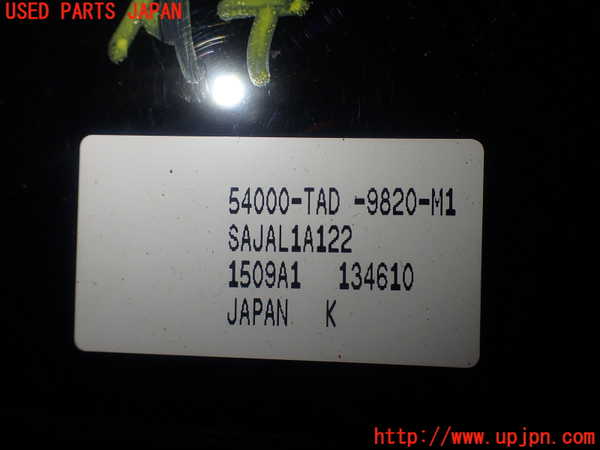 USED PARTS JAPAN
54000-TAD -9820-M1
SAJAL1A122
1509A1 134610
JAPAN K
http://www.upjpn.com/